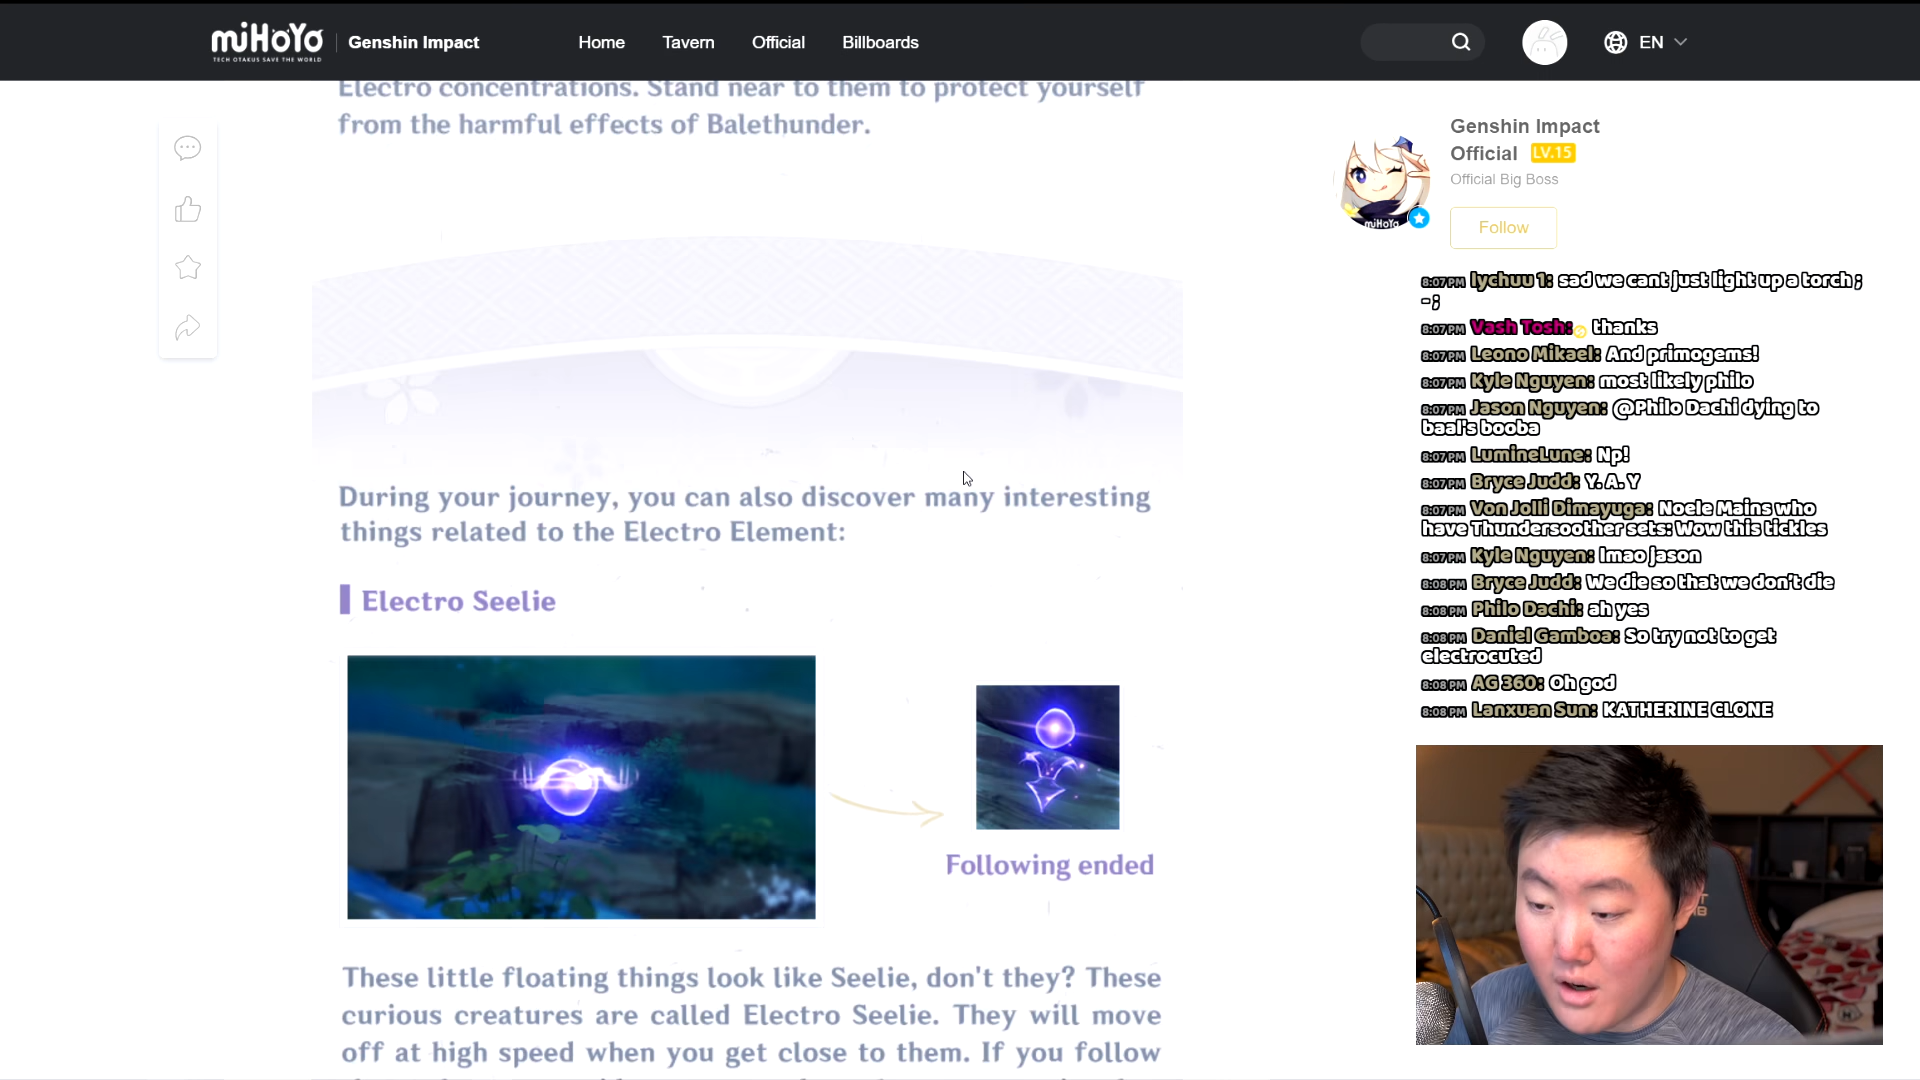 miHoYo
TECH OTAKUS SAVE THE WORLD
Genshin Impact
Home
Tavern
Official
Billboards
EN
Electro concentrations. Stand near to them to protect yourself
from the harmful effects of Balethunder.
During your journey, you can also discover many interesting
things related to the Electro Element:
Electro Seelie
Following ended
These little floating things look like Seelie, don't they? These
curious creatures are called Electro Seelie. They will move
off at high speed when you get close to them. If you follow
Genshin Impact
Official LV.15
Official Big Boss
miHoYo
Follow
8:07 PM lychuu 1: sad we cant just light up a torch ;
-;
8:07 PM Vash Tosh: thanks
8:07 PM Leono Mikael: And primogems!
8:07 PM Kyle Nguyen: most likely philo
8:07 PM Jason Nguyen: @Philo Dachi dying to
baal's booba
8:07 PM LumineLune: Np!
8:07 PM Bryce Judd: Y. A. Y
8:07 PM Von Jolli Dimayuga: Noele Mains who
have Thundersoother sets: Wow this tickles
8:07 PM Kyle Nguyen: lmao jason
8:08 PM Bryce Judd: We die so that we don't die
8:08 PM Philo Dachi: ah yes
8:08 PM Daniel Gamboa: So try not to get
electrocuted
8:08 PM AG 360: Oh god
8:08 PM Lanxuan Sun: KATHERINE CLONE